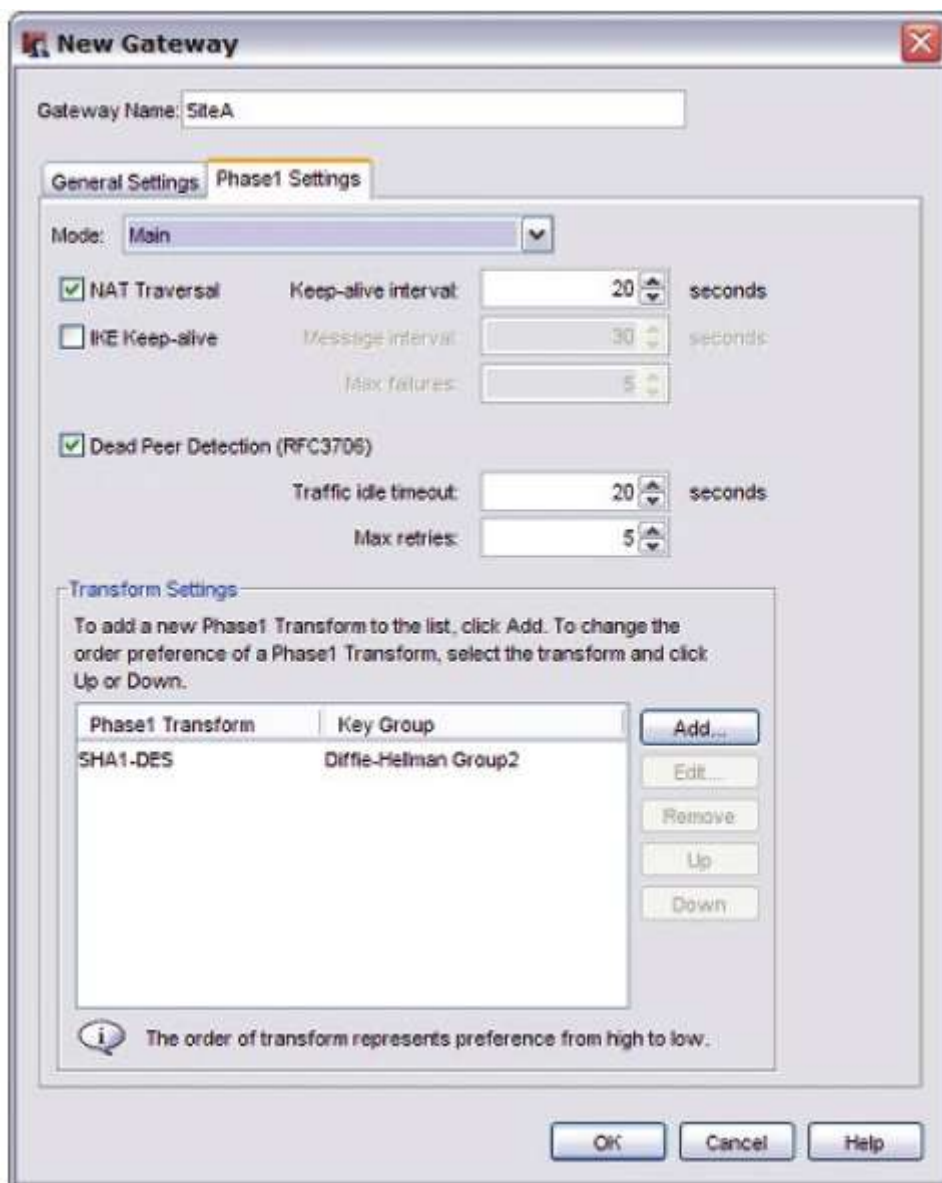 New Gateway
Gateway Name: SiteA
General Settings Phase1 Settings
Mode: Main
NAT Traversal Keep-alive interval: 20 seconds
IKE Keep-alive Message interval: 30 seconds
Max failures: 5
Dead Peer Detection (RFC3706)
Traffic idle timeout: 20 seconds
Max retries: 5
Transform Settings
To add a new Phase1 Transform to the list, click Add. To change the
order preference of a Phase1 Transform, select the transform and click
Up or Down.
Phase1 Transform Key Group
SHA1-DES Diffie-Hellman Group2
Add...
Edit...
Remove
Up
Down
The order of transform represents preference from high to low.
OK Cancel Help